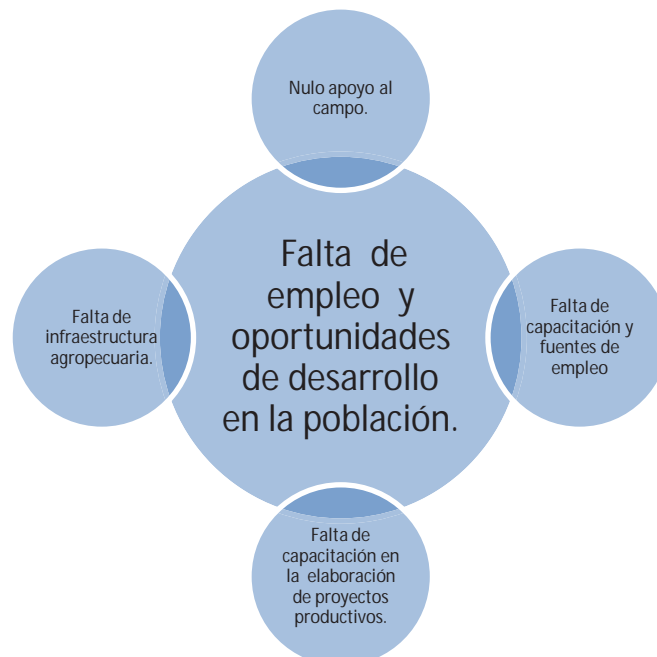 Nulo apoyo al
campo.
Falta de
empleo y
oportunidades
de desarrollo
en la población.
Falta de
infraestructura
agropecuaria.
Falta de
capacitación y
fuentes de
empleo
Falta de
capacitación en
la elaboración
de proyectos
productivos.